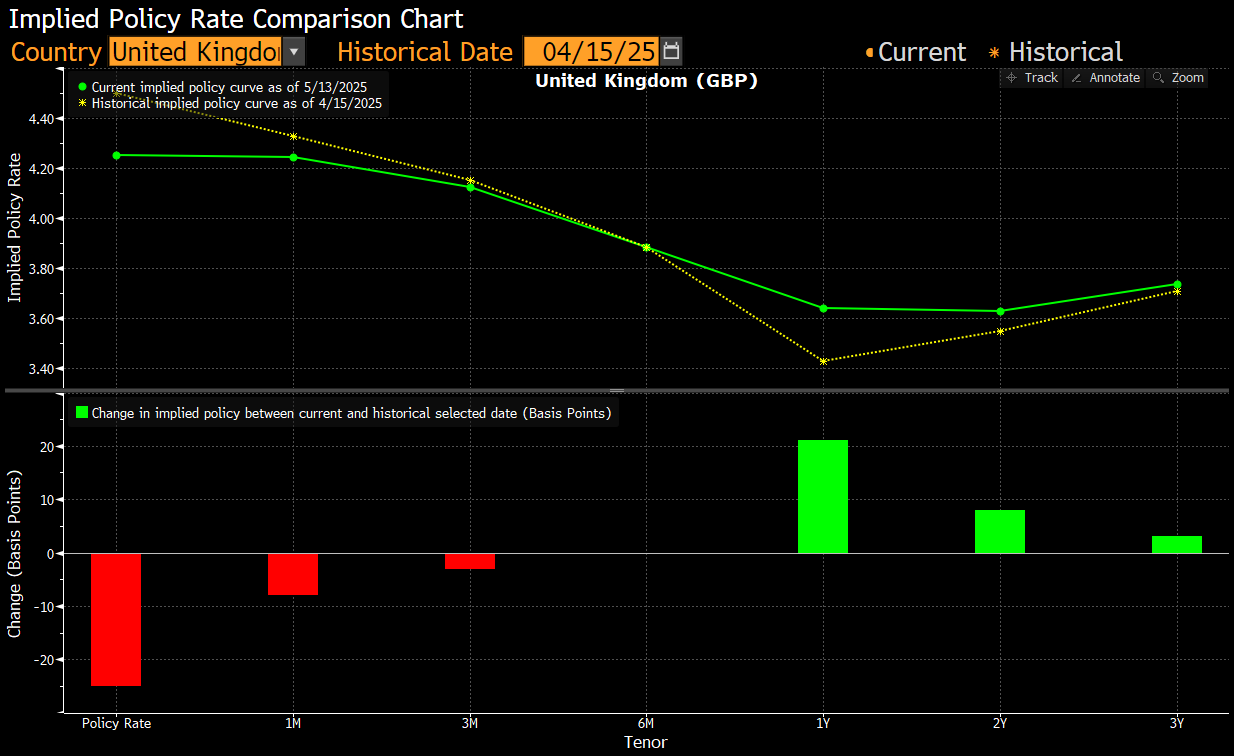 Implied Policy Rate Comparison Chart
Country United Kingdo Historical Date 04/15/25 Current Historical
United Kingdom (GBP)
Track Annotate Zoom
Current implied policy curve as of 5/13/2025
Historical implied policy curve as of 4/15/2025
Implied Policy Rate
4.40
4.20
4.00
3.80
3.60
3.40
Change in implied policy between current and historical selected date (Basis Points)
Change (Basis Points)
20
10
0
-10
-20
Policy Rate 1M 3M 6M 1Y 2Y 3Y
Tenor